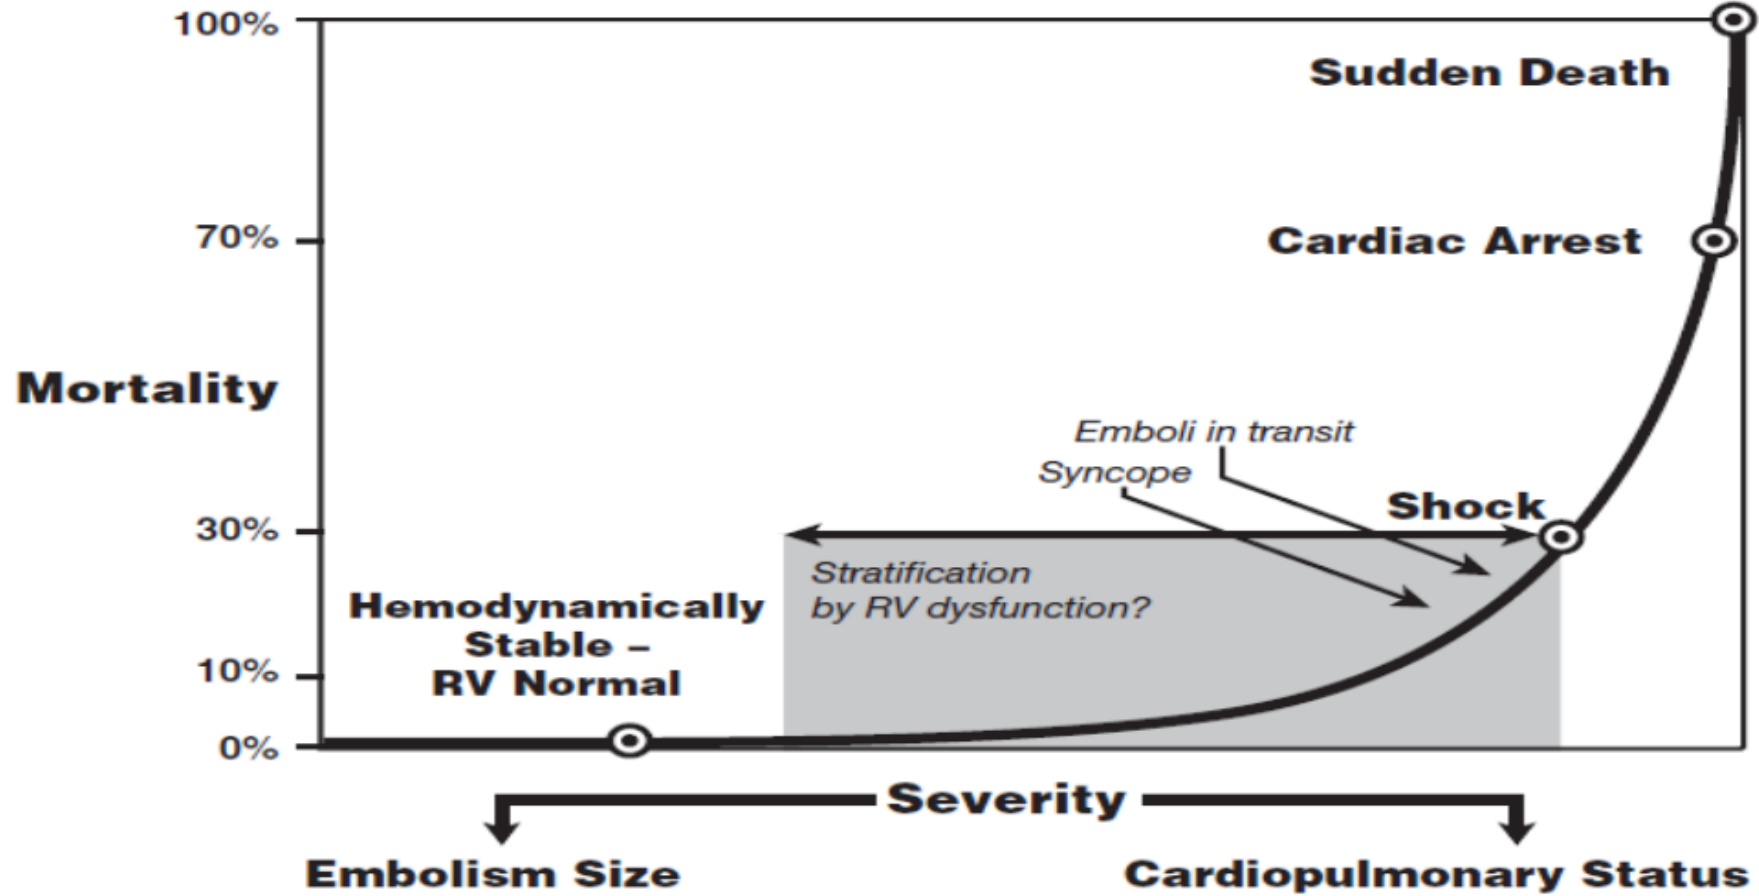 100%
Sudden Death
70%
Cardiac Arrest
Mortality
Emboli in transit
Syncope
Shock
30%
Stratification
by RV dysfunction?
Hemodynamically
Stable –
RV Normal
10%
0%
Severity
Embolism Size
Cardiopulmonary Status